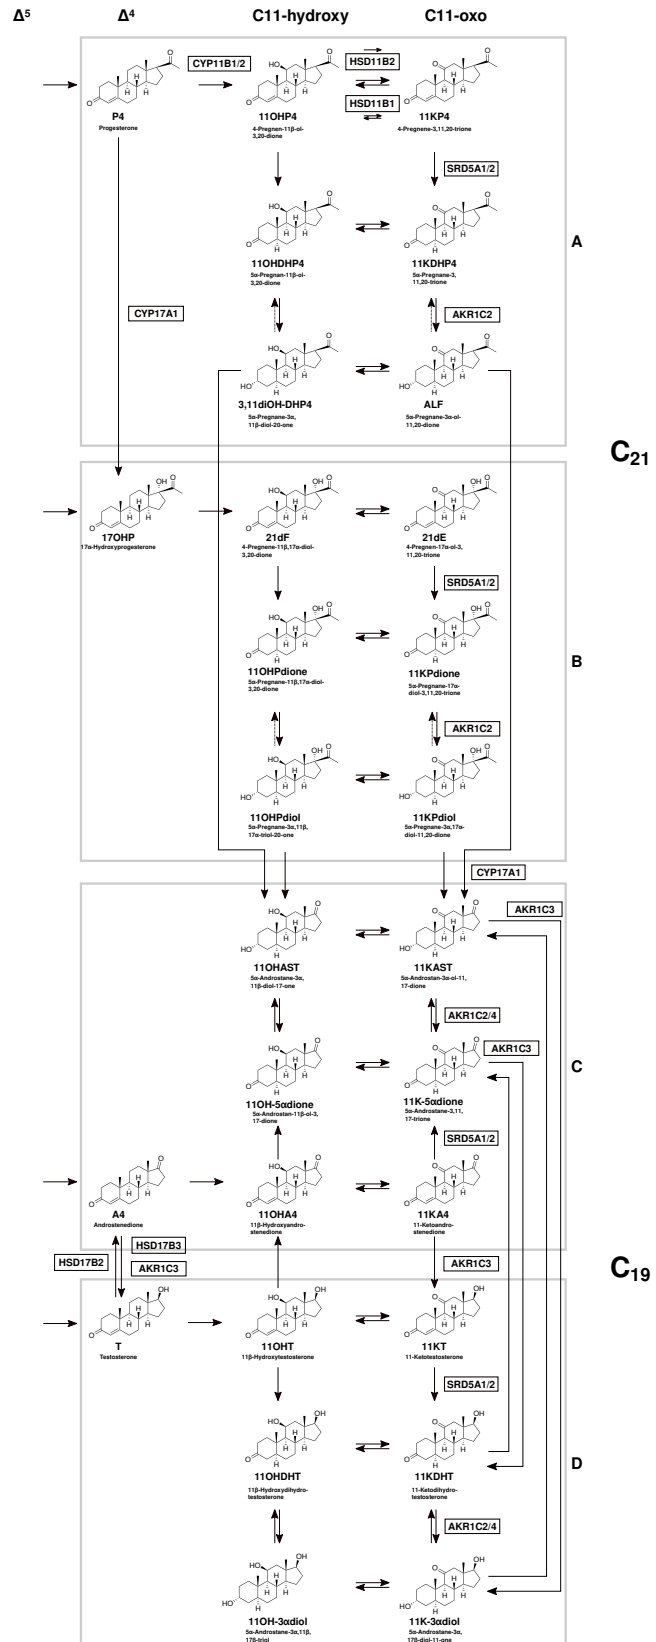 Δ⁵ Δ⁴ C11-hydroxy C11-oxo
CYP11B1/2
HSD11B2
HSD11B1
P4
Progesterone
11OHP4
4-Pregnen-11β-ol-
3,20-dione
11KP4
4-Pregnene-3,11,20-trione
SRD5A1/2
A
11OHDHP4
5α-Pregnan-11β-ol-
3,20-dione
11KDHP4
5α-Pregnane-3,
11,20-trione
CYP17A1
AKR1C2
3,11diOH-DHP4
5α-Pregnane-3α,
11β-diol-20-one
ALF
5α-Pregnane-3α-ol-
11,20-dione
C21
17OHP
17α-Hydroxyprogesterone
21dF
4-Pregnene-11β,17α-diol-
3,20-dione
21dE
4-Pregnen-17α-ol-3,
11,20-trione
SRD5A1/2
B
11OHPdione
5α-Pregnane-11β,17α-diol-
3,20-dione
11KPdione
5α-Pregnane-17α-
diol-3,11,20-trione
AKR1C2
11OHPdiol
5α-Pregnane-3α,11β,
17α-triol-20-one
11KPdiol
5α-Pregnane-3α,17α-
diol-11,20-dione
CYP17A1
AKR1C3
11OHAST
5α-Androstane-3α,
11β-diol-17-one
11KAST
5α-Androstan-3α-ol-11,
17-dione
AKR1C2/4
AKR1C3
C
11OH-5αdione
5α-Androstan-11β-ol-3,
17-dione
11K-5αdione
5α-Androstane-3,11,
17-trione
SRD5A1/2
A4
Androstenedione
11OHA4
11β-Hydroxyandro-
stenedione
11KA4
11-Ketoandro-
stenedione
HSD17B2
HSD17B3
AKR1C3
AKR1C3
C19
T
Testosterone
11OHT
11β-Hydroxytestosterone
11KT
11-Ketotestosterone
SRD5A1/2
D
11OHDHT
11β-Hydroxydihydro-
testosterone
11KDHT
11-Ketodihydro-
testosterone
AKR1C2/4
11OH-3αdiol
5α-Androstane-3α,11β,
17β-triol
11K-3αdiol
5α-Androstane-3α,
17β-diol-11-one